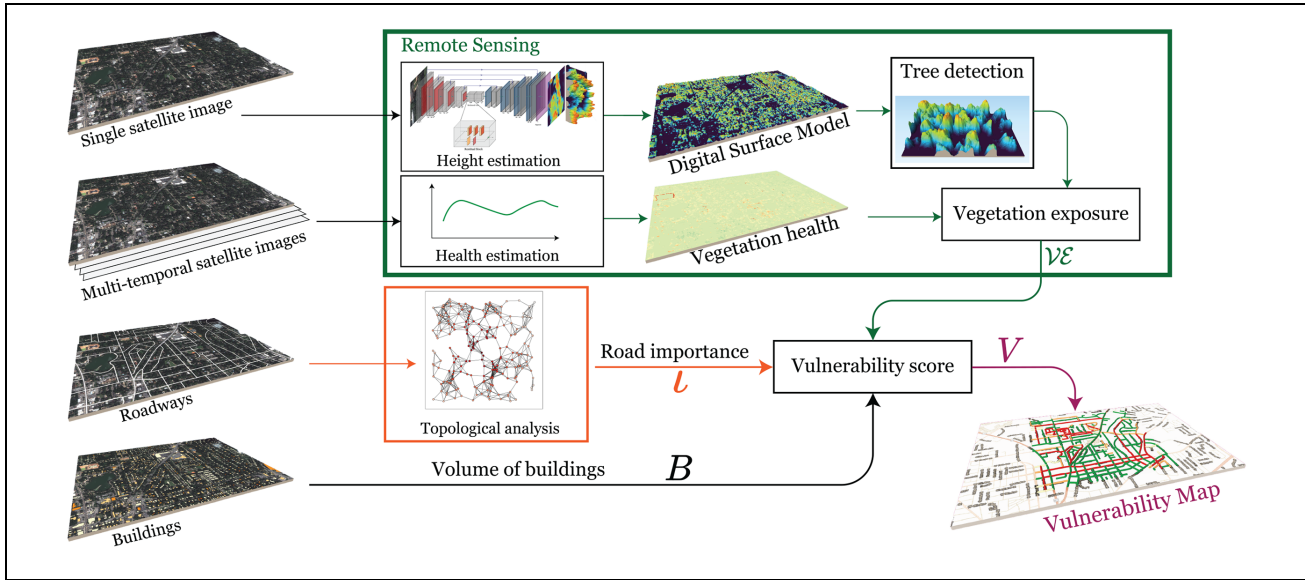 Remote Sensing
Single satellite image
Height estimation
Digital Surface Model
Tree detection
Multi-temporal satellite images
Health estimation
Vegetation health
Vegetation exposure
𝒱ℰ
Roadways
Topological analysis
Road importance
ι
Vulnerability score
V
Buildings
Volume of buildings
B
Vulnerability Map